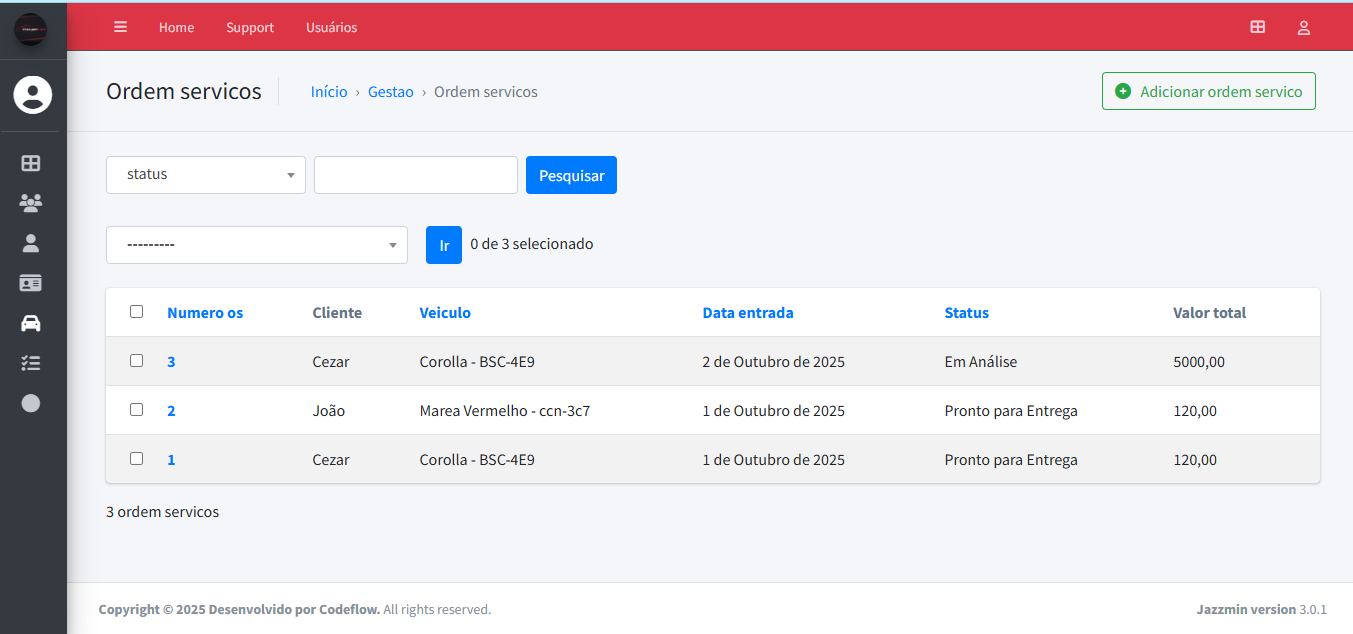 Home Support Usuários
Ordem servicos Início › Gestao › Ordem servicos Adicionar ordem servico
status Pesquisar
--------- Ir 0 de 3 selecionado
Numero os Cliente Veiculo Data entrada Status Valor total
3 Cezar Corolla - BSC-4E9 2 de Outubro de 2025 Em Análise 5000,00
2 João Marea Vermelho - ccn-3c7 1 de Outubro de 2025 Pronto para Entrega 120,00
1 Cezar Corolla - BSC-4E9 1 de Outubro de 2025 Pronto para Entrega 120,00
3 ordem servicos
Copyright © 2025 Desenvolvido por Codeflow. All rights reserved. Jazzmin version 3.0.1